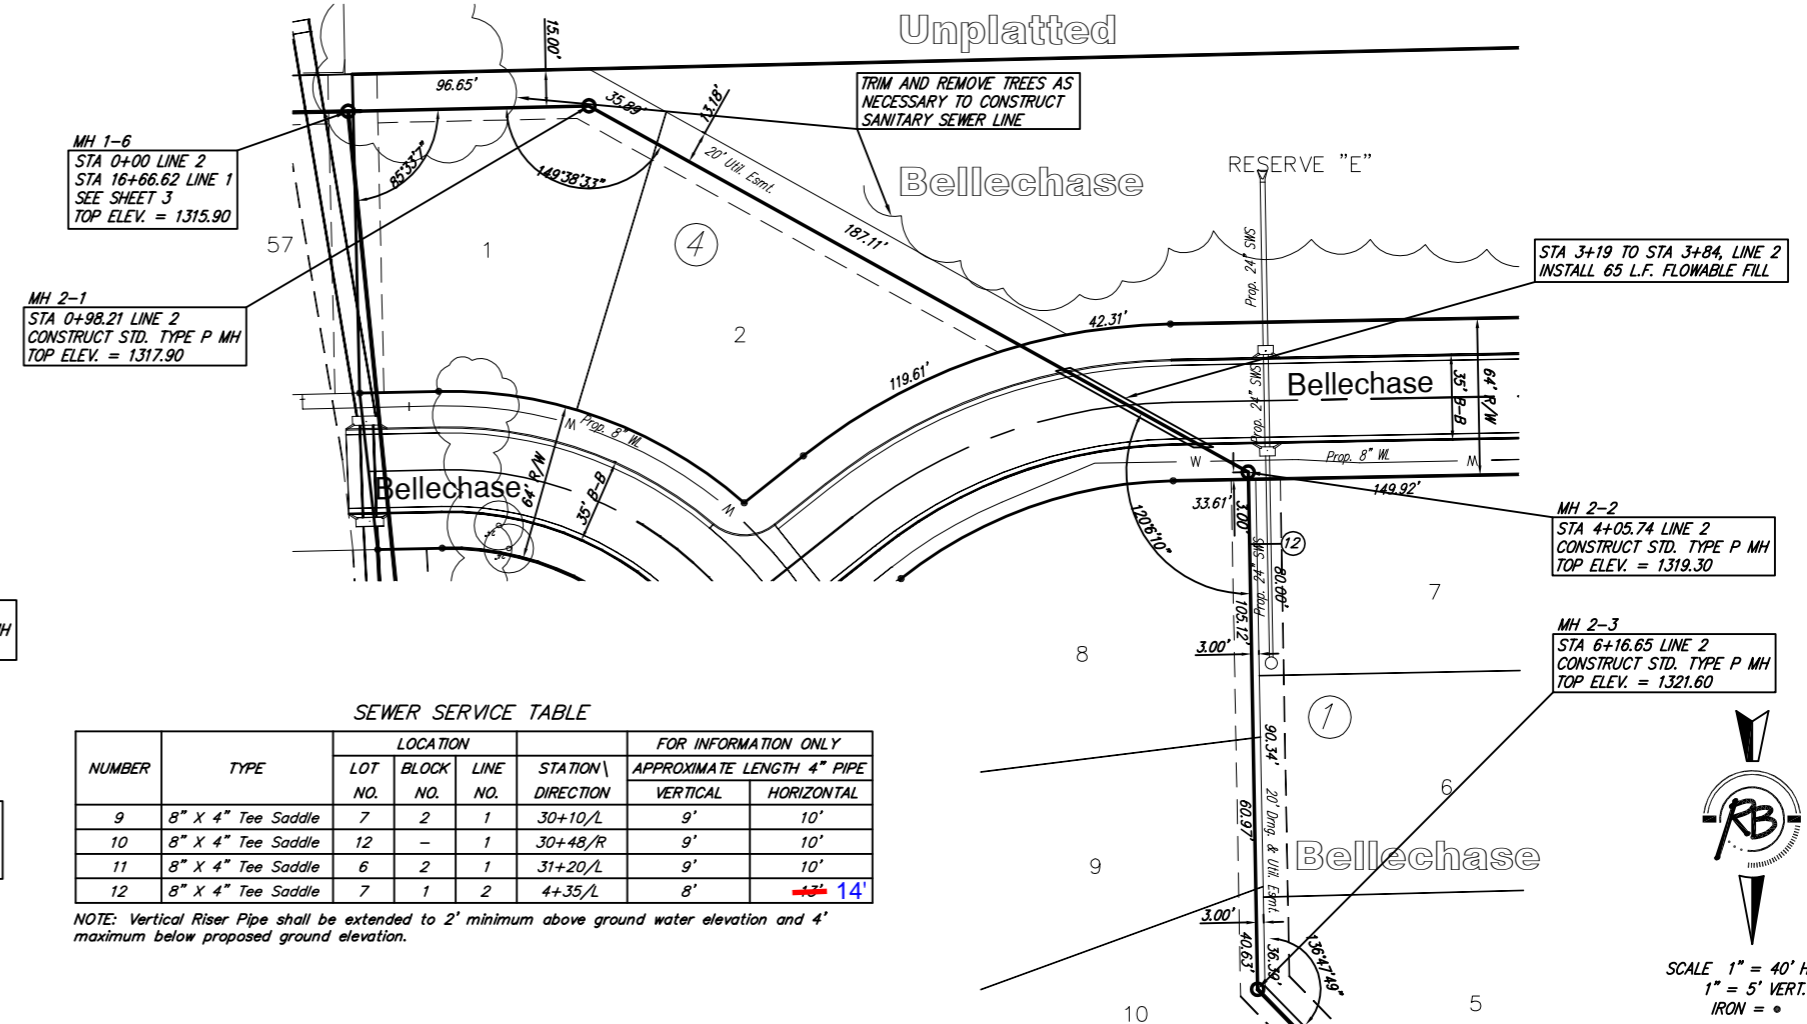 Unplatted
15.00'
96.65'
35.89'
13.18'
TRIM AND REMOVE TREES AS
NECESSARY TO CONSTRUCT
SANITARY SEWER LINE
MH 1-6
STA 0+00 LINE 2
STA 16+66.62 LINE 1
SEE SHEET 3
TOP ELEV. = 1315.90
85°33'7"
149°38'33"
20' Util. Esmt.
Bellechase
RESERVE "E"
57
1
4
187.11'
Prop. 24" SWS
STA 3+19 TO STA 3+84, LINE 2
INSTALL 65 L.F. FLOWABLE FILL
MH 2-1
STA 0+98.21 LINE 2
CONSTRUCT STD. TYPE P MH
TOP ELEV. = 1317.90
2
42.31'
119.61'
Prop. 24" SWS
Bellechase
35' B-B
64' R/W
Prop. 8" WL
W
W
Prop. 8" WL
W
W
Bellechase
64' R/W
35' B-B
33.61'
3.00'
149.92'
120°6'10"
12
MH 2-2
STA 4+05.74 LINE 2
CONSTRUCT STD. TYPE P MH
TOP ELEV. = 1319.30
Prop. 24" SWS
80.00'
105.12'
7
8
3.00'
MH 2-3
STA 6+16.65 LINE 2
CONSTRUCT STD. TYPE P MH
TOP ELEV. = 1321.60
MH
1
90.34'
6
60.97'
20' Drng. & Util. Esmt.
Bellechase
9
3.00'
40.63'
36.39'
136°47'49"
10
5
SEWER SERVICE TABLE
NUMBER TYPE LOCATION FOR INFORMATION ONLY
LOT BLOCK LINE STATION\ APPROXIMATE LENGTH 4" PIPE
NO. NO. NO. DIRECTION VERTICAL HORIZONTAL
9 8" X 4" Tee Saddle 7 2 1 30+10/L 9' 10'
10 8" X 4" Tee Saddle 12 - 1 30+48/R 9' 10'
11 8" X 4" Tee Saddle 6 2 1 31+20/L 9' 10'
12 8" X 4" Tee Saddle 7 1 2 4+35/L 8' 13' 14'
NOTE: Vertical Riser Pipe shall be extended to 2' minimum above ground water elevation and 4'
maximum below proposed ground elevation.
RB
SCALE 1" = 40' H
1" = 5' VERT.
IRON =